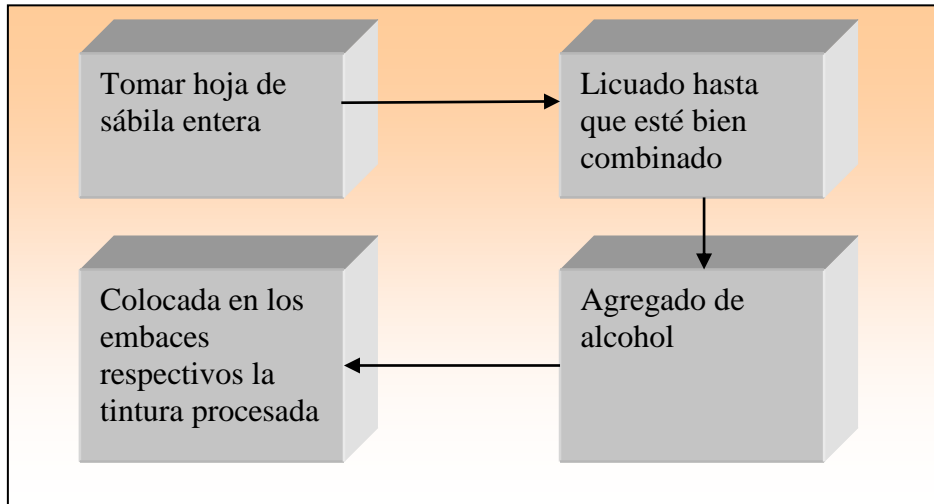 Tomar hoja de
sábila entera
Licuado hasta
que esté bien
combinado
Agregado de
alcohol
Colocada en los
embaces
respectivos la
tintura procesada